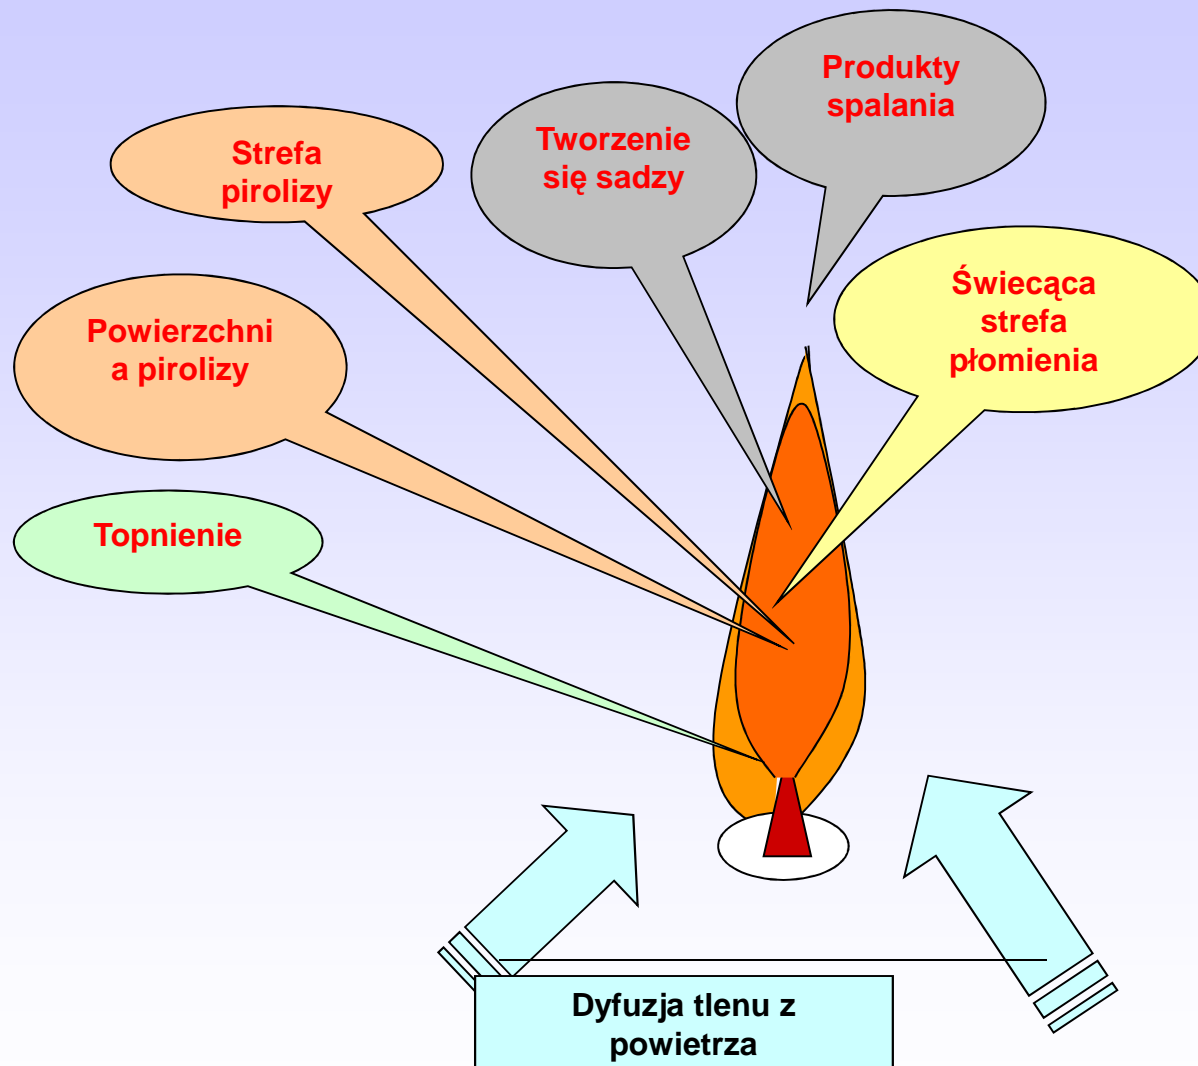 Produkty
spalania
Tworzenie
się sadzy
Strefa
pirolizy
Świecąca
strefa
płomienia
Powierzchni
a pirolizy
Topnienie
Dyfuzja tlenu z
powietrza